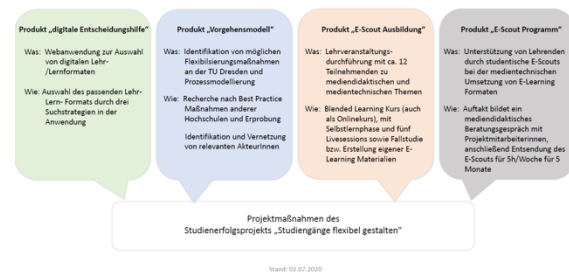 Produkt „digitale Entscheidungshilfe“
Was: Webanwendung zur Auswahl
von digitalen Lehr-
/Lernformaten
Wie: Auswahl des passenden Lehr-
Lern- Formats durch drei
Suchstrategien in der
Anwendung
Produkt „Vorgehensmodell“
Was: Identifikation von möglichen
Flexibilisierungsmaßnahmen
an der TU Dresden und
Prozessmodellierung
Wie: Recherche nach Best Practice
Maßnahmen anderer
Hochschulen und Erprobung
Identifikation und Vernetzung
von relevanten AkteurInnen
Produkt „E-Scout Ausbildung“
Was: Lehrveranstaltungs-
durchführung mit ca. 12
Teilnehmenden zu
mediendidaktischen und
medientechnischen Themen
Wie: Blended Learning Kurs (auch
als Onlinekurs), mit
Selbstlernphase und fünf
Livesessions sowie Fallstudie
bzw. Erstellung eigener E-
Learning Materialien
Produkt „E-Scout Programm“
Was: Unterstützung von Lehrenden
durch studentische E-Scouts
bei der medientechnischen
Umsetzung von E-Learning
Formaten
Wie: Auftakt bildet ein
mediendidaktisches
Beratungsgespräch mit
Projektmitarbeiterinnen,
anschließend Entsendung des
E-Scouts für 5h/Woche für 5
Monate
Projektmaßnahmen des
Studienerfolgsprojekts „Studiengänge flexibel gestalten“
Stand: 02.07.2020